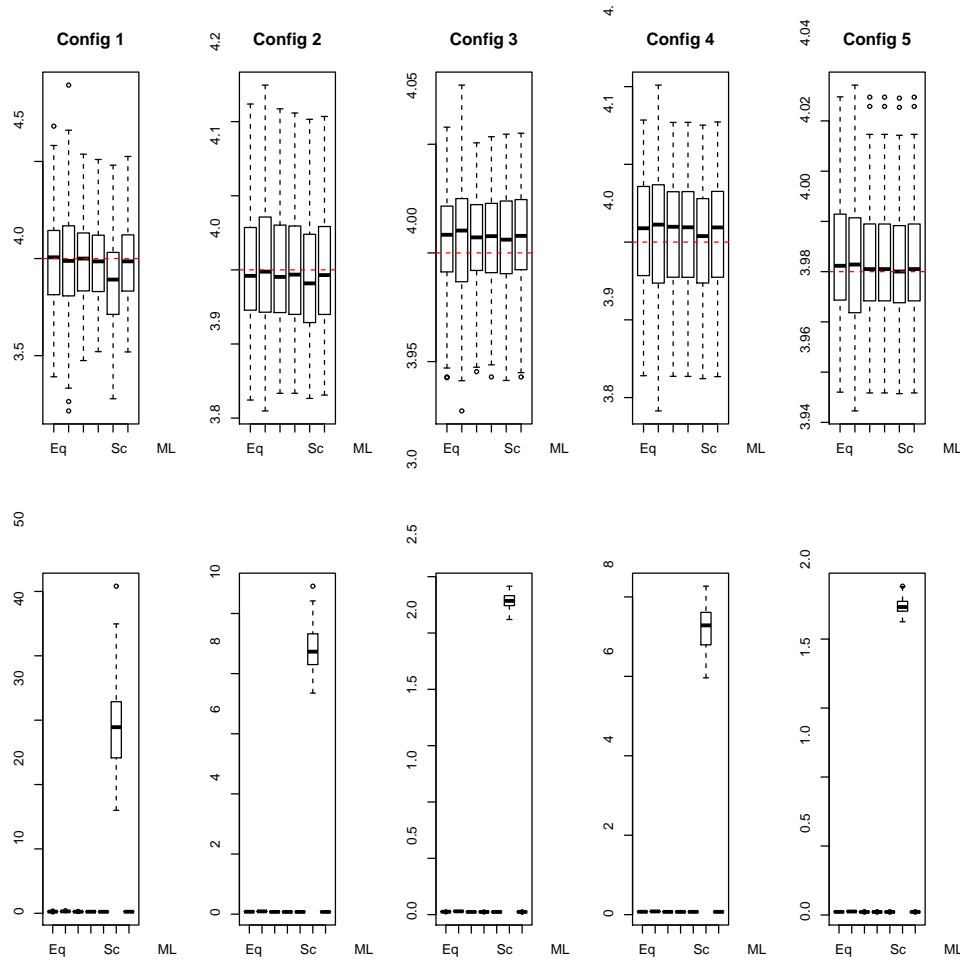 Config 1
Config 2
Config 3
Config 4
Config 5
3.5
4.0
4.5
Eq
Sc
ML
3.8
3.9
4.0
4.1
4.2
Eq
Sc
ML
3.95
4.00
4.05
Eq
Sc
ML
3.8
3.9
4.0
4.1
4.
Eq
Sc
ML
3.94
3.96
3.98
4.00
4.02
4.04
Eq
Sc
ML
0
10
20
30
40
50
Eq
Sc
ML
0
2
4
6
8
10
Eq
Sc
ML
0.0
0.5
1.0
2.0
2.5
3.0
Eq
Sc
ML
0
2
4
6
8
Eq
Sc
ML
0.0
0.5
1.0
1.5
2.0
Eq
Sc
ML